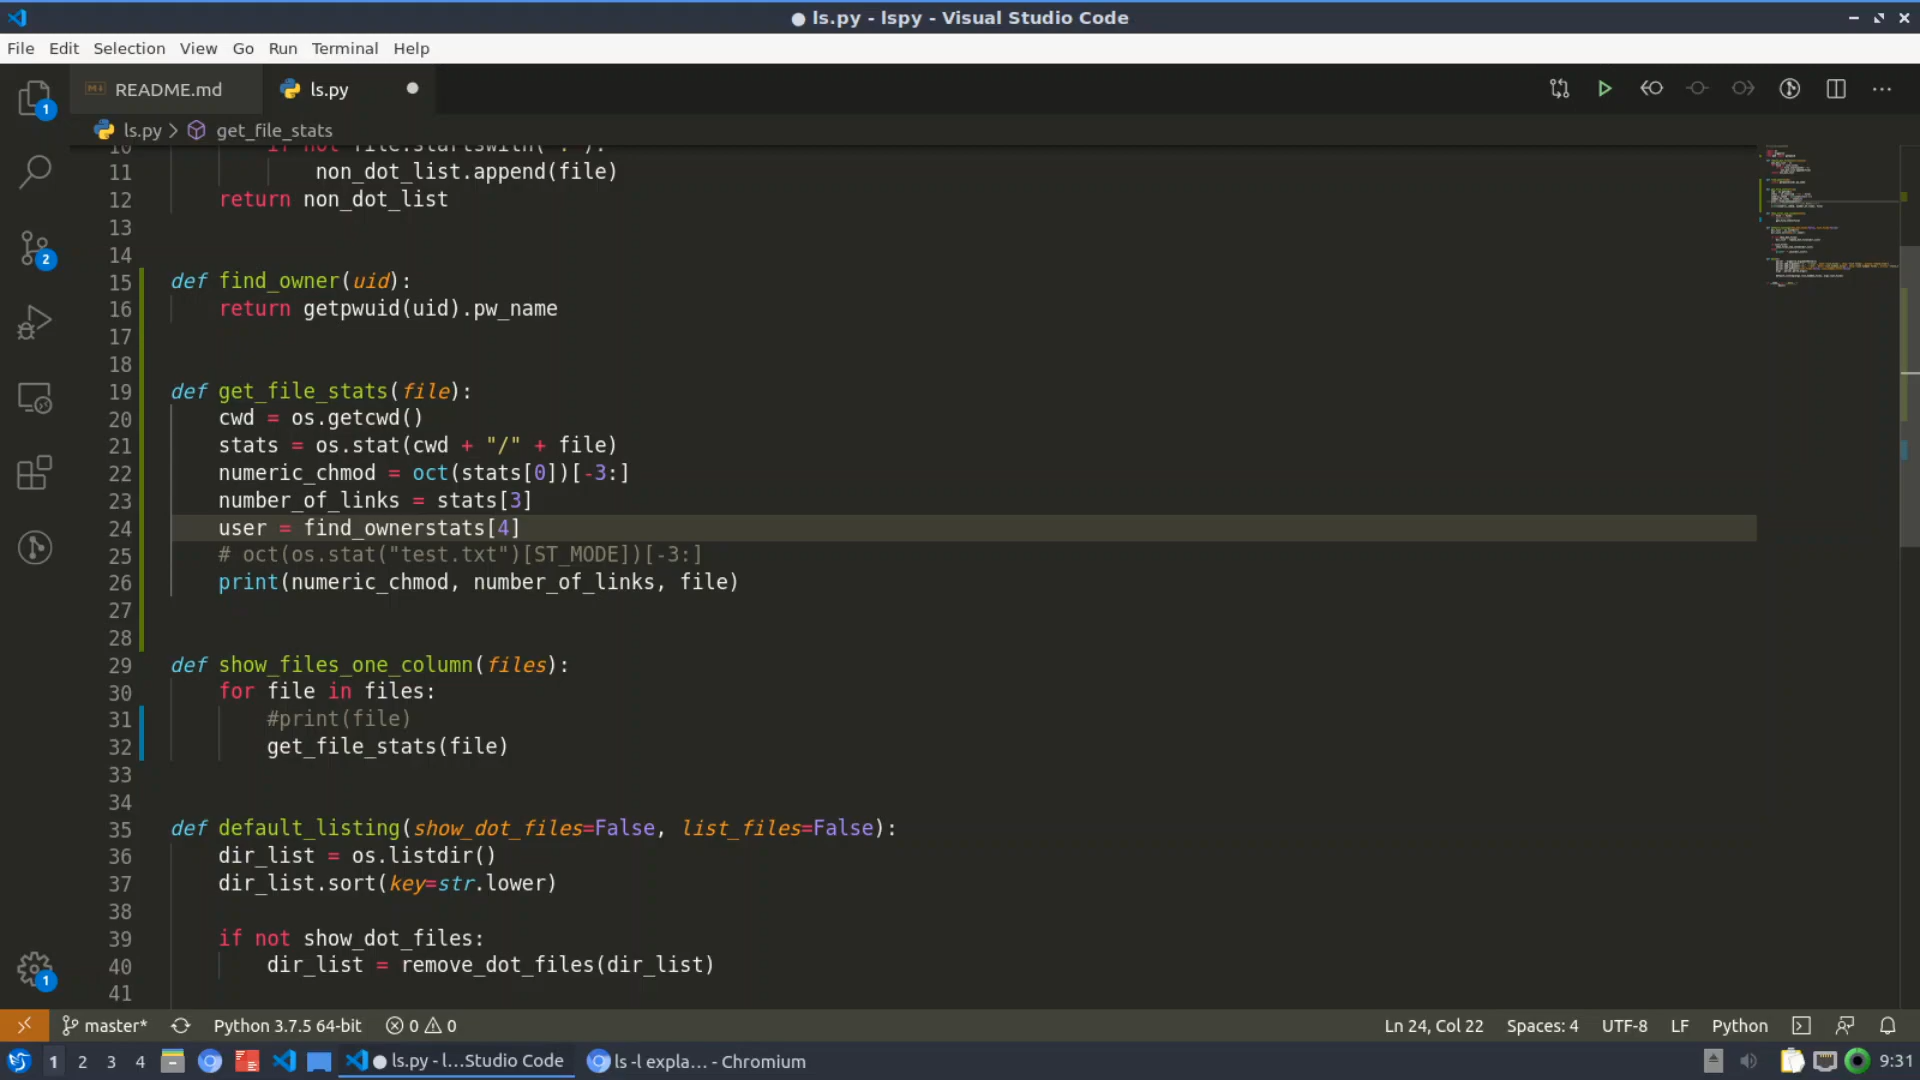 ● ls.py - lspy - Visual Studio Code
File Edit Selection View Go Run Terminal Help
README.md ls.py
ls.py > get_file_stats
10 if not file.startswith("."):
11 non_dot_list.append(file)
12 return non_dot_list
13
14
15 def find_owner(uid):
16 return getpwuid(uid).pw_name
17
18
19 def get_file_stats(file):
20 cwd = os.getcwd()
21 stats = os.stat(cwd + "/" + file)
22 numeric_chmod = oct(stats[0])[-3:]
23 number_of_links = stats[3]
24 user = find_ownerstats[4]
25 # oct(os.stat("test.txt")[ST_MODE])[-3:]
26 print(numeric_chmod, number_of_links, file)
27
28
29 def show_files_one_column(files):
30 for file in files:
31 #print(file)
32 get_file_stats(file)
33
34
35 def default_listing(show_dot_files=False, list_files=False):
36 dir_list = os.listdir()
37 dir_list.sort(key=str.lower)
38
39 if not show_dot_files:
40 dir_list = remove_dot_files(dir_list)
41
1
2
1
master* Python 3.7.5 64-bit 0 0 Ln 24, Col 22 Spaces: 4 UTF-8 LF Python
1 2 3 4 ● ls.py - l...Studio Code ls -l expla... - Chromium 9:31